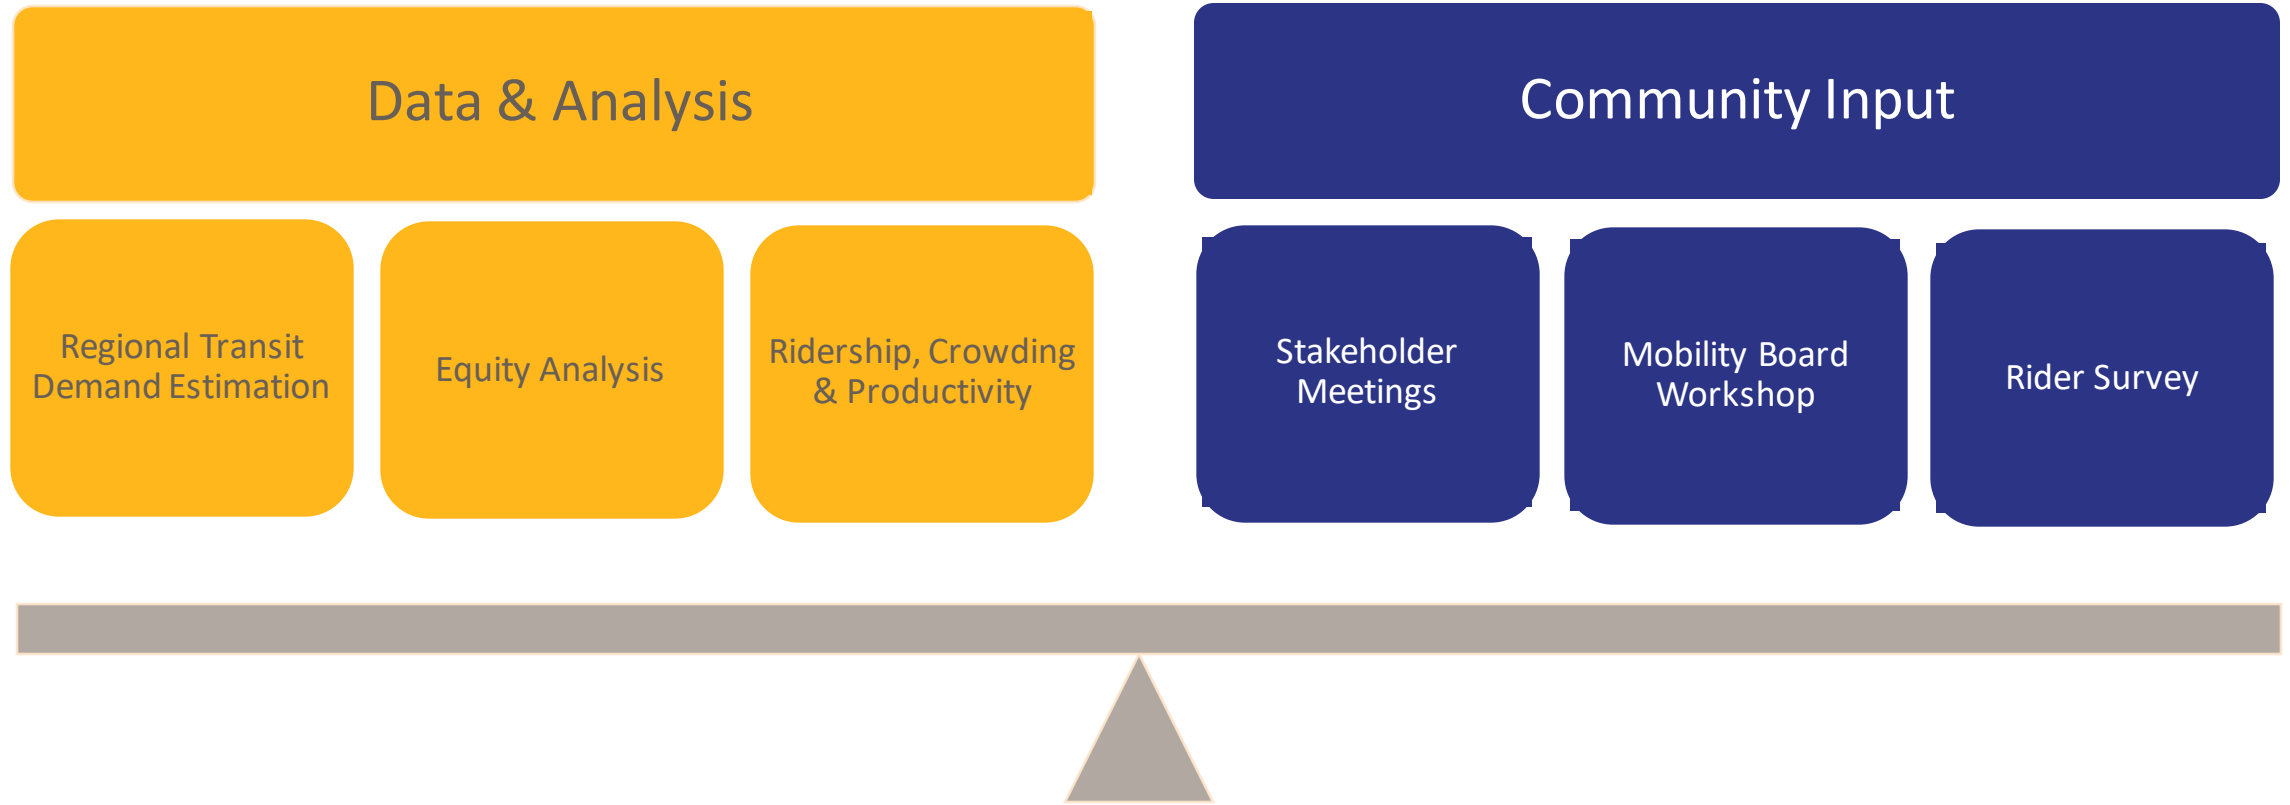 Data & Analysis
Community Input
Regional Transit
Demand Estimation
Equity Analysis
Ridership, Crowding
& Productivity
Stakeholder
Meetings
Mobility Board
Workshop
Rider Survey